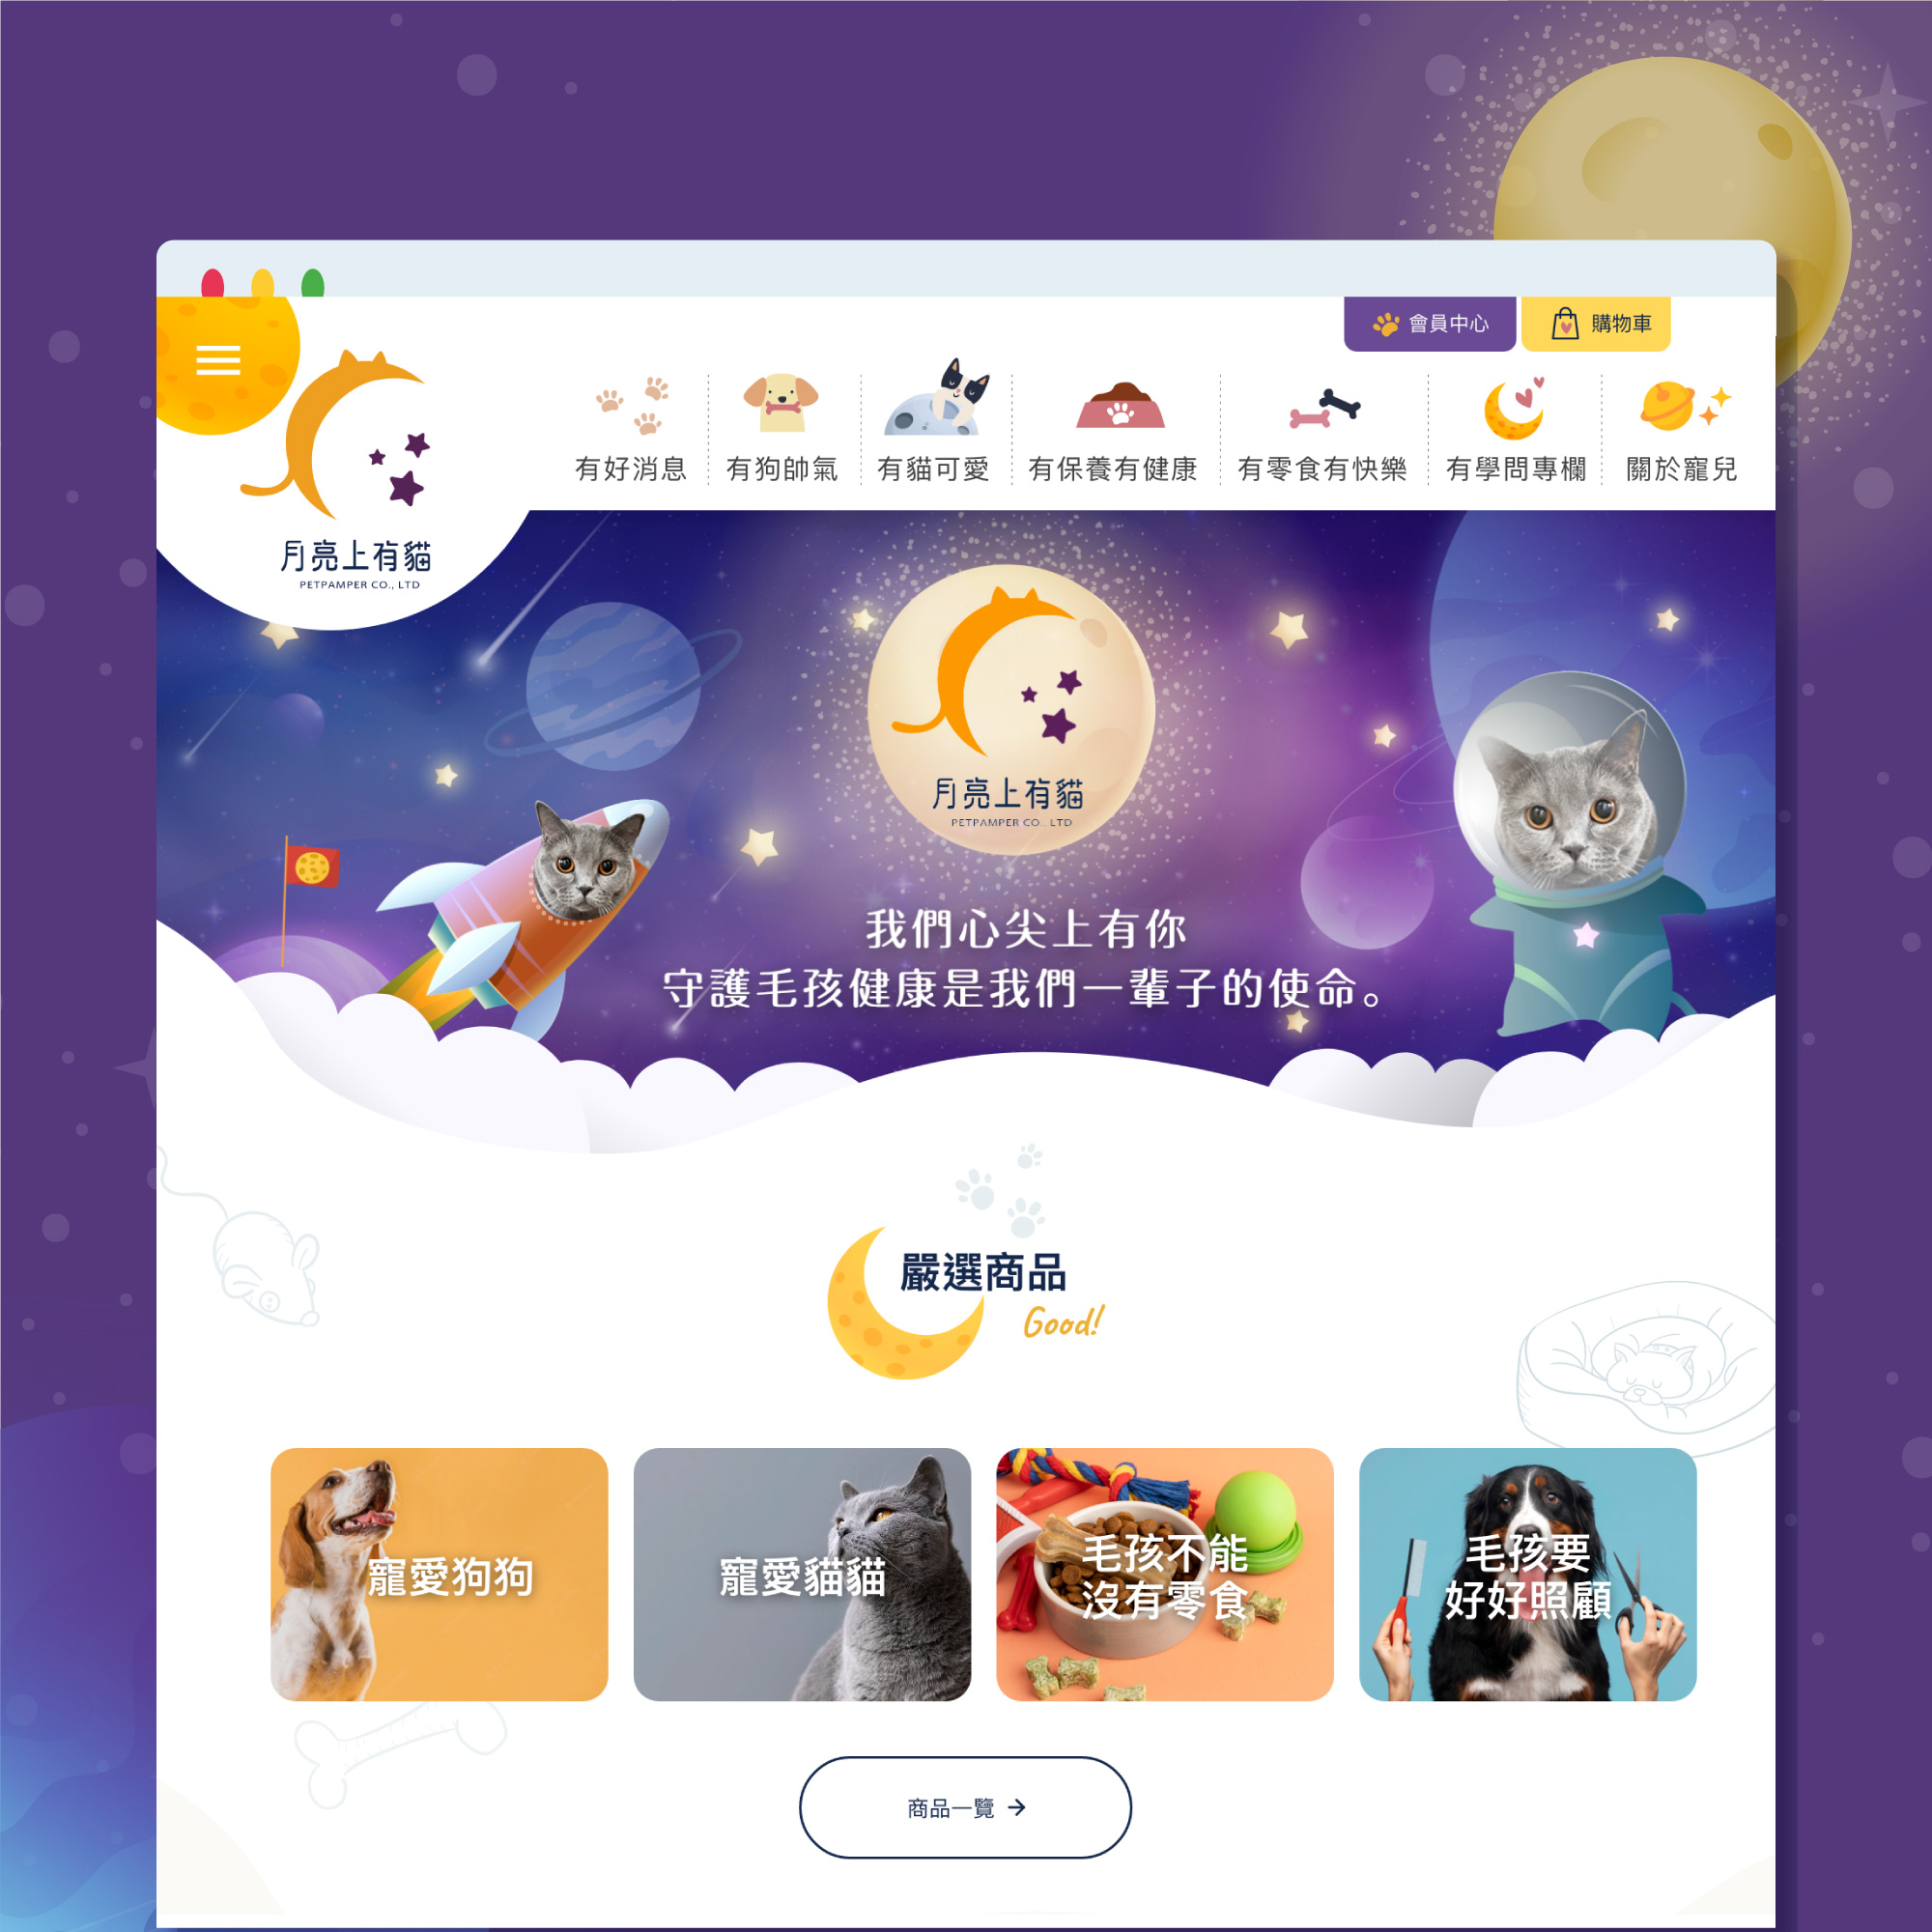 會員中心
購物車
有好消息
有狗帥氣
有貓可愛
有保養有健康
有零食有快樂
有學問專欄
關於寵兒
月亮上有貓
PETPAMPER CO., LTD
月亮上有貓
PETPAMPER CO., LTD
我們心尖上有你
守護毛孩健康是我們一輩子的使命。
嚴選商品
Good!
寵愛狗狗
寵愛貓貓
毛孩不能
沒有零食
毛孩要
好好照顧
商品一覽